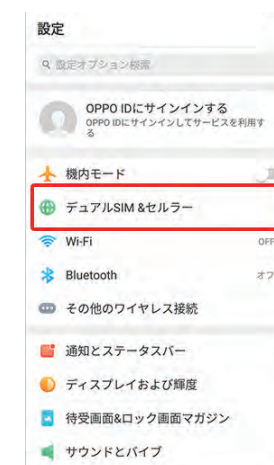 設定
設定オプション検索
OPPO IDにサインインする
OPPO IDにサインインしてサービスを利用す
る
機内モード
デュアルSIM &セルラー
Wi-Fi OFF
Bluetooth オフ
その他のワイヤレス接続
通知とステータスバー
ディスプレイおよび輝度
待受画面&ロック画面マガジン
サウンドとバイブ